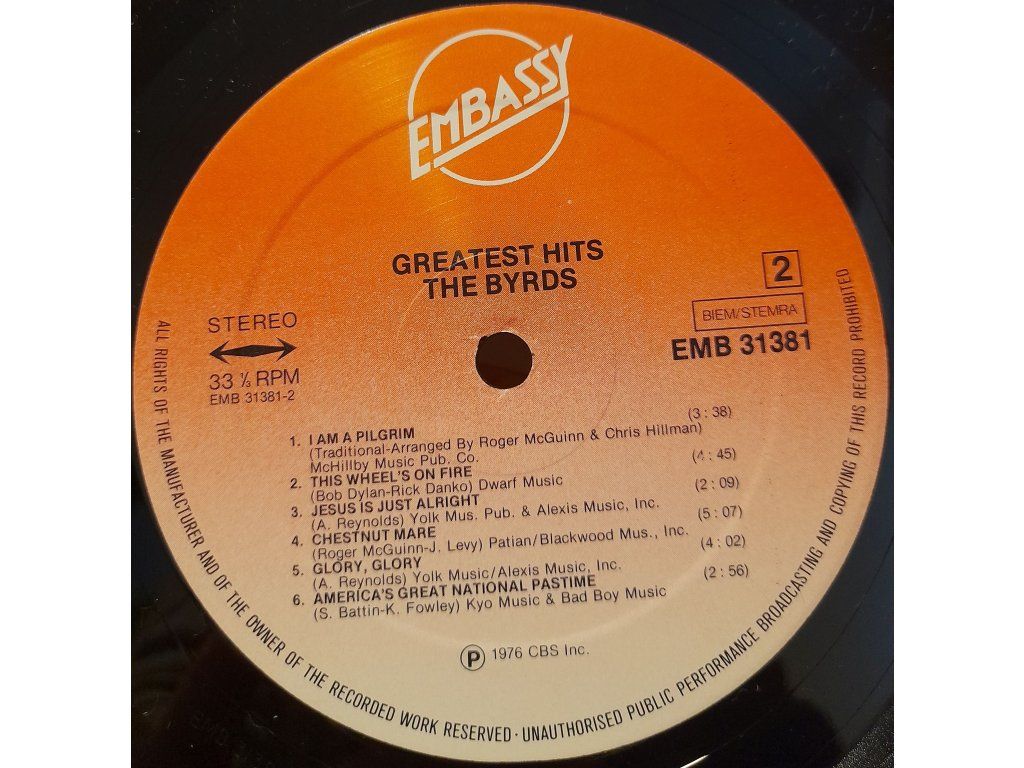 EMBASSY
GREATEST HITS
THE BYRDS
2
BIEM/STEMRA
EMB 31381
STEREO
33 ⅓ RPM
EMB 31381-2
1. I AM A PILGRIM (3 : 38)
(Traditional-Arranged By Roger McGuinn & Chris Hillman)
McHillby Music Pub. Co.
2. THIS WHEEL'S ON FIRE (4 : 45)
(Bob Dylan-Rick Danko) Dwarf Music
3. JESUS IS JUST ALRIGHT (2 : 09)
(A. Reynolds) Yolk Mus. Pub. & Alexis Music, Inc.
4. CHESTNUT MARE (5 : 07)
(Roger McGuinn-J. Levy) Patian/Blackwood Mus., Inc.
5. GLORY, GLORY (4 : 02)
(A. Reynolds) Yolk Music/Alexis Music, Inc.
6. AMERICA'S GREAT NATIONAL PASTIME (2 : 56)
(S. Battin-K. Fowley) Kyo Music & Bad Boy Music
Ⓟ 1976 CBS Inc.
ALL RIGHTS OF THE MANUFACTURER AND OF THE OWNER OF THE RECORDED WORK RESERVED · UNAUTHORISED PUBLIC PERFORMANCE BROADCASTING AND COPYING OF THIS RECORD PROHIBITED